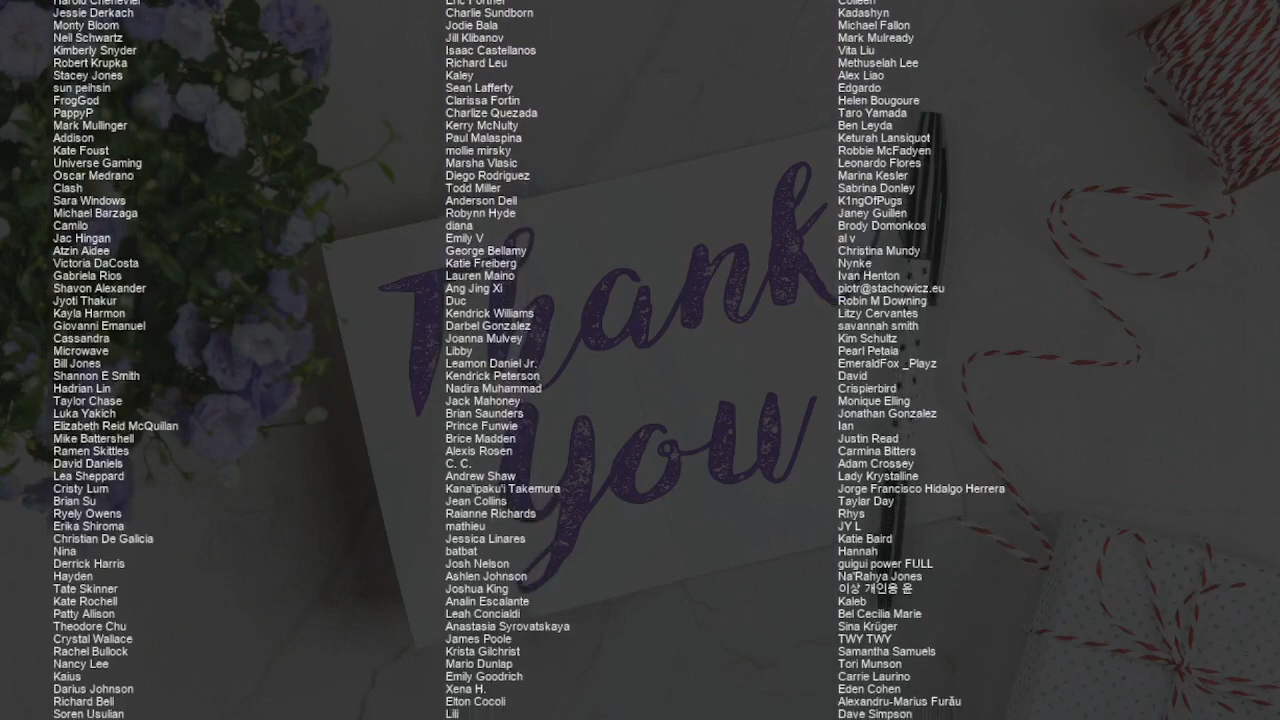 Harold Chenevier
Jessie Derkach
Monty Bloom
Neil Schwartz
Kimberly Snyder
Robert Krupka
Stacey Jones
sun peihsin
FrogGod
PappyP
Mark Mullinger
Addison
Kate Foust
Universe Gaming
Oscar Medrano
Clash
Sara Windows
Michael Barzaga
Camilo
Jac Hingan
Atzin Aidee
Victoria DaCosta
Gabriela Rios
Shavon Alexander
Jyoti Thakur
Kayla Harmon
Giovanni Emanuel
Cassandra
Microwave
Bill Jones
Shannon E Smith
Hadrian Lin
Taylor Chase
Luka Yakich
Elizabeth Reid McQuillan
Mike Battershell
Ramen Skittles
David Daniels
Lea Sheppard
Cristy Lum
Brian Su
Ryely Owens
Erika Shiroma
Christian De Galicia
Nina
Derrick Harris
Hayden
Tate Skinner
Kate Rochell
Patty Allison
Theodore Chu
Crystal Wallace
Rachel Bullock
Nancy Lee
Kaius
Darius Johnson
Richard Bell
Soren Usulian
Eric Fortner
Charlie Sundborn
Jodie Bala
Jill Klibanov
Isaac Castellanos
Richard Leu
Kaley
Sean Lafferty
Clarissa Fortin
Charlize Quezada
Kerry McNulty
Paul Malaspina
mollie mirsky
Marsha Vlasic
Diego Rodriguez
Todd Miller
Anderson Dell
Robynn Hyde
diana
Emily V
George Bellamy
Katie Freiberg
Lauren Maino
Ang Jing Xi
Duc
Kendrick Williams
Darbel Gonzalez
Joanna Mulvey
Libby
Leamon Daniel Jr.
Kendrick Peterson
Nadira Muhammad
Jack Mahoney
Brian Saunders
Prince Funwie
Brice Madden
Alexis Rosen
C. C.
Andrew Shaw
Kana'ipaku'i Takemura
Jean Collins
Raianne Richards
mathieu
Jessica Linares
batbat
Josh Nelson
Ashlen Johnson
Joshua King
Analin Escalante
Leah Concialdi
Anastasia Syrovatskaya
James Poole
Krista Gilchrist
Mario Dunlap
Emily Goodrich
Xena H.
Elton Cocoli
Lili
Colleen
Kadashyn
Michael Fallon
Mark Mulready
Vita Liu
Methuselah Lee
Alex Liao
Edgardo
Helen Bougoure
Taro Yamada
Ben Leyda
Keturah Lansiquot
Robbie McFadyen
Leonardo Flores
Marina Kesler
Sabrina Donley
K1ngOfPugs
Janey Guillen
Brody Domonkos
al v
Christina Mundy
Nynke
Ivan Henton
piotr@stachowicz.eu
Robin M Downing
Litzy Cervantes
savannah smith
Kim Schultz
Pearl Petaia
EmeraldFox _Playz
David
Crispierbird
Monique Elling
Jonathan Gonzalez
Ian
Justin Read
Carmina Bitters
Adam Crossey
Lady Krystalline
Jorge Francisco Hidalgo Herrera
Taylar Day
Rhys
JY L
Katie Baird
Hannah
guigui power FULL
Na'Rahya Jones
이상 개인용 윤
Kaleb
Bel Cecilia Marie
Sina Krüger
TWY TWY
Samantha Samuels
Tori Munson
Carrie Laurino
Eden Cohen
Alexandru-Marius Furău
Dave Simpson
Thank
you